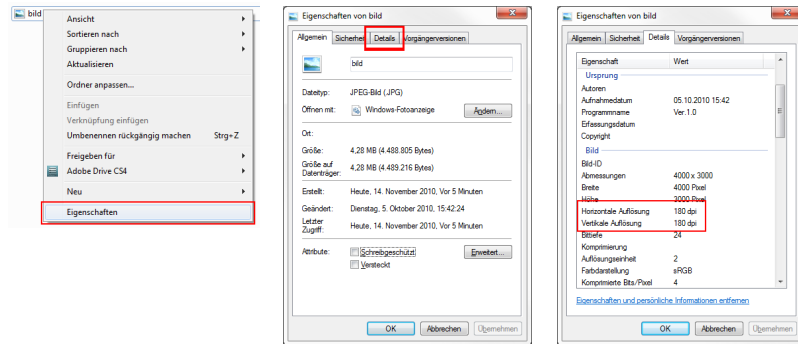 bild
Ansicht
Sortieren nach
Gruppieren nach
Aktualisieren
Ordner anpassen...
Einfügen
Verknüpfung einfügen
Umbenennen rückgängig machen Strg+Z
Freigeben für
Adobe Drive CS4
Neu
Eigenschaften
Eigenschaften von bild
Allgemein Sicherheit Details Vorgängerversionen
bild
Dateityp: JPEG-Bild (.JPG)
Öffnen mit: Windows-Fotoanzeige Ändern...
Ort:
Größe: 4,28 MB (4.488.805 Bytes)
Größe auf
Datenträger: 4,28 MB (4.489.216 Bytes)
Erstellt: Heute, 14. November 2010, Vor 5 Minuten
Geändert: Dienstag, 5. Oktober 2010, 15:42:24
Letzter
Zugriff: Heute, 14. November 2010, Vor 5 Minuten
Attribute: Schreibgeschützt Erweitert...
Versteckt
OK Abbrechen Übernehmen
Eigenschaften von bild
Allgemein Sicherheit Details Vorgängerversionen
Eigenschaft Wert
Ursprung
Autoren
Aufnahmedatum 05.10.2010 15:42
Programmname Ver.1.0
Erfassungsdatum
Copyright
Bild
Bild-ID
Abmessungen 4000 x 3000
Breite 4000 Pixel
Höhe 3000 Pixel
Horizontale Auflösung 180 dpi
Vertikale Auflösung 180 dpi
Bittiefe 24
Komprimierung
Auflösungseinheit 2
Farbdarstellung sRGB
Komprimierte Bits/Pixel 4
Eigenschaften und persönliche Informationen entfernen
OK Abbrechen Übernehmen